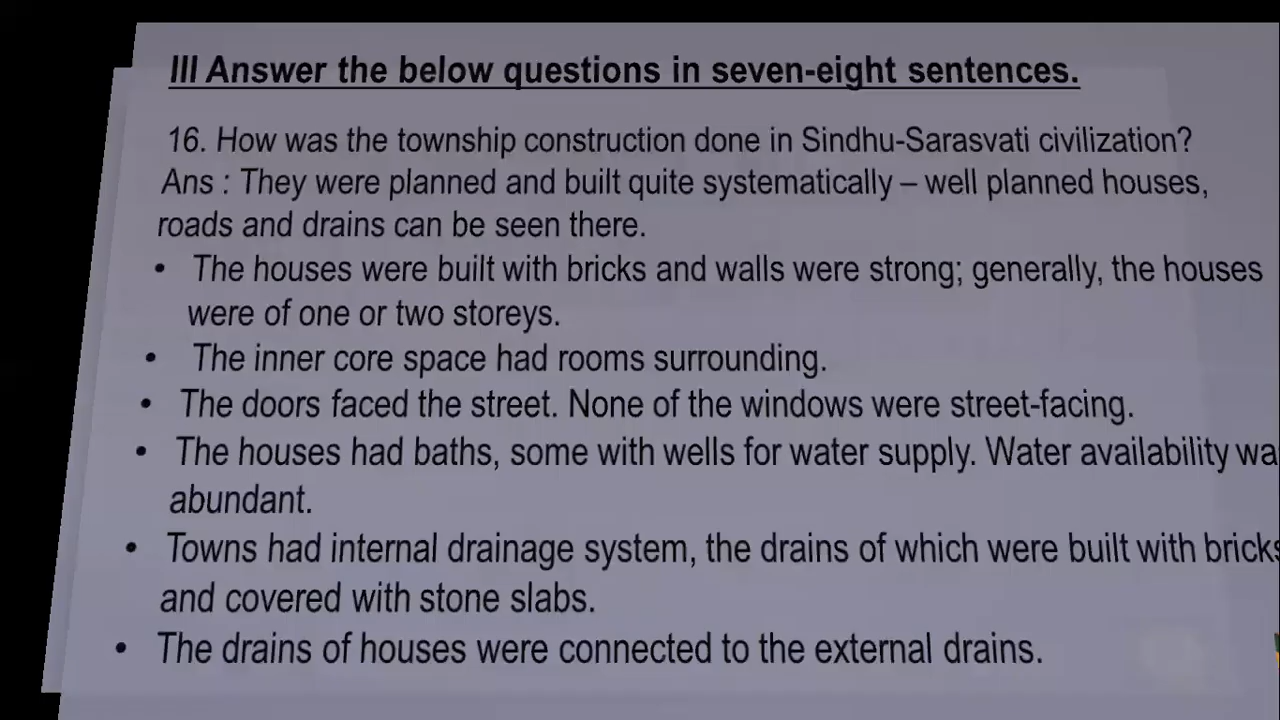 III Answer the below questions in seven-eight sentences.
16. How was the township construction done in Sindhu-Sarasvati civilization?
Ans : They were planned and built quite systematically – well planned houses,
roads and drains can be seen there.
• The houses were built with bricks and walls were strong; generally, the houses
were of one or two storeys.
• The inner core space had rooms surrounding.
• The doors faced the street. None of the windows were street-facing.
• The houses had baths, some with wells for water supply. Water availability wa
abundant.
• Towns had internal drainage system, the drains of which were built with bricks
and covered with stone slabs.
• The drains of houses were connected to the external drains.